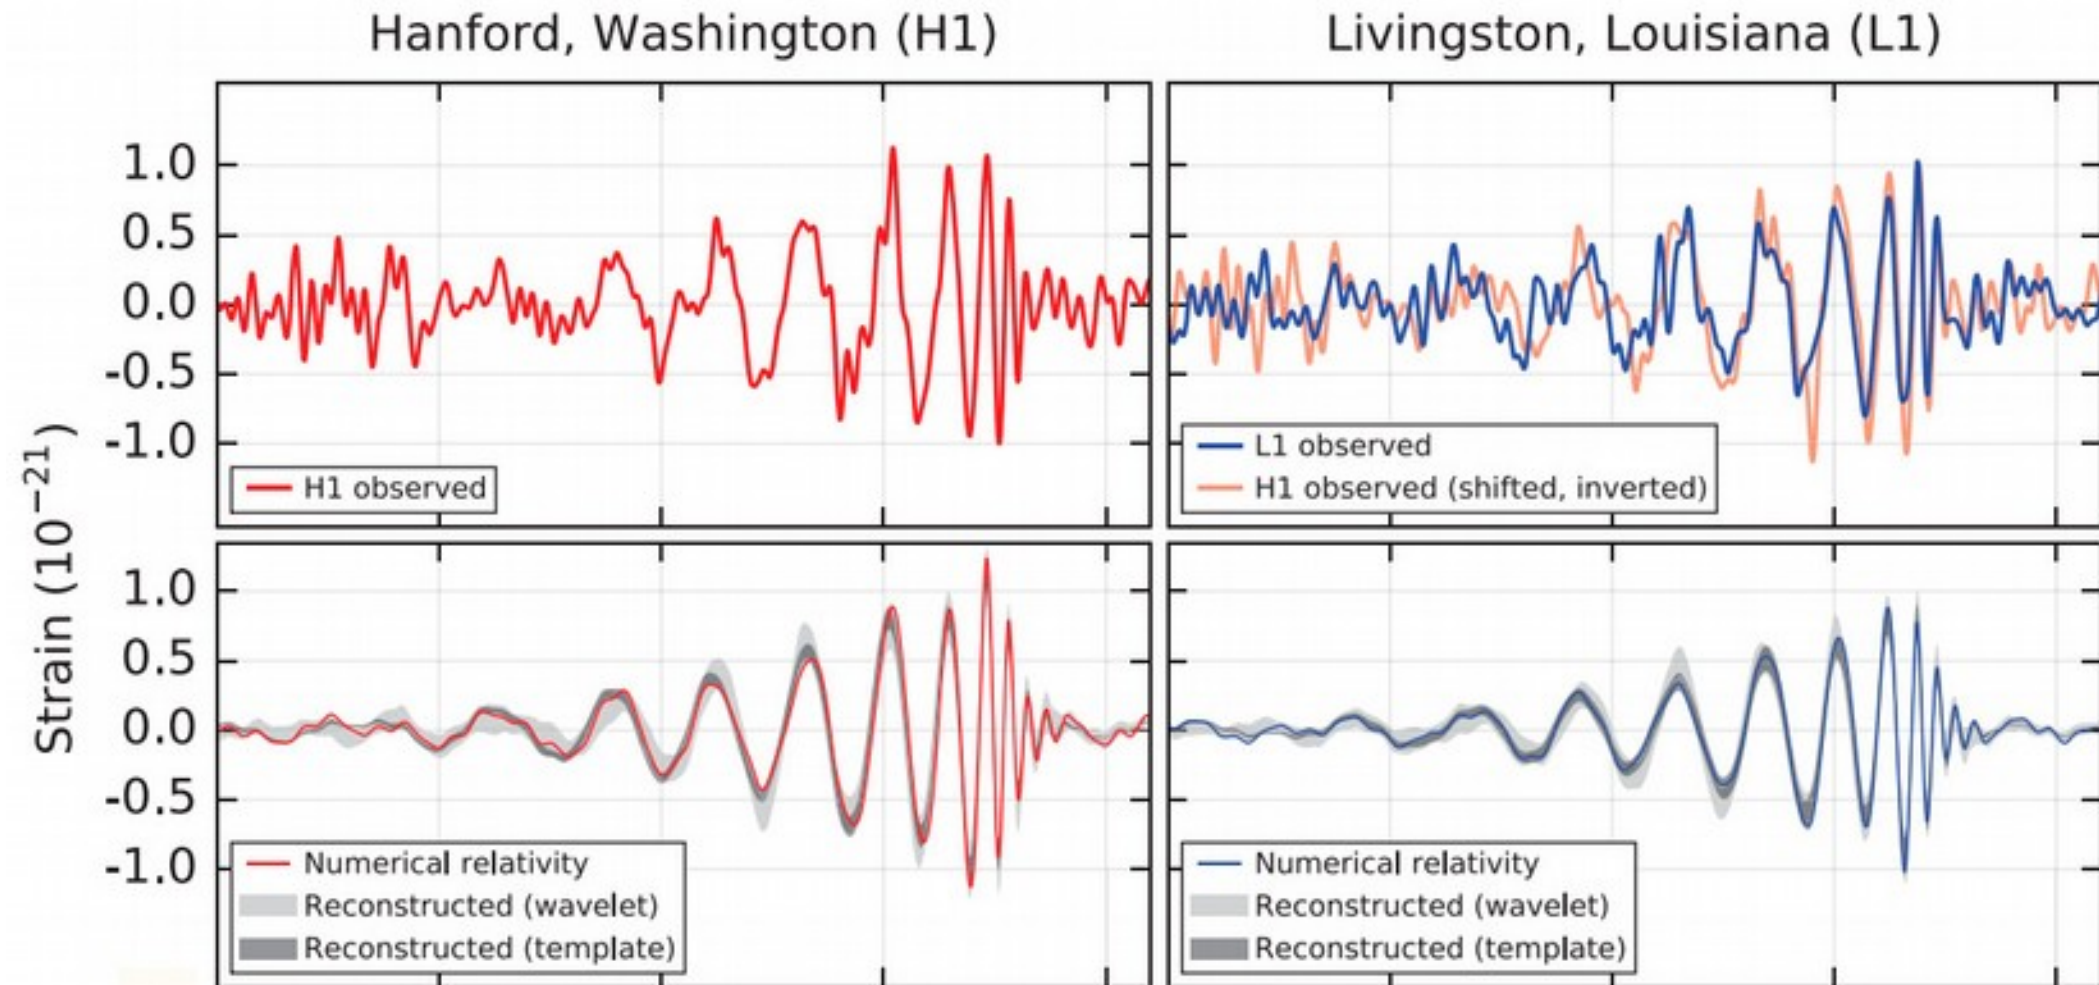 Hanford, Washington (H1)
Livingston, Louisiana (L1)
Strain (10⁻²¹)
1.0
0.5
0.0
-0.5
-1.0
H1 observed
L1 observed
H1 observed (shifted, inverted)
1.0
0.5
0.0
-0.5
-1.0
Numerical relativity
Reconstructed (wavelet)
Reconstructed (template)
Numerical relativity
Reconstructed (wavelet)
Reconstructed (template)